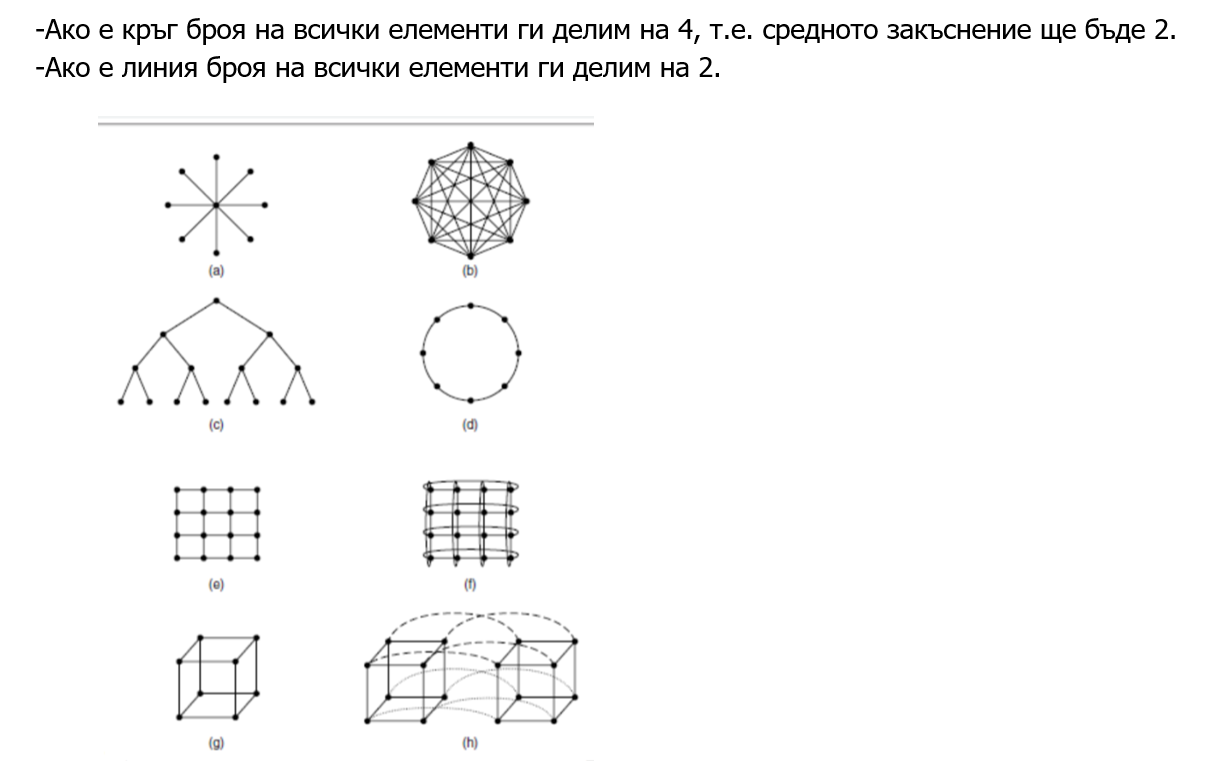 -Ако е кръг броя на всички елементи ги делим на 4, т.е. средното закъснение ще бъде 2.
-Ако е линия броя на всички елементи ги делим на 2.
(a)
(b)
(c)
(d)
(e)
(f)
(g)
(h)